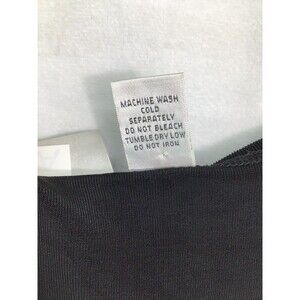 MACHINE WASH
COLD
SEPARATELY
DO NOT BLEACH
TUMBLE DRY LOW
DO NOT IRON